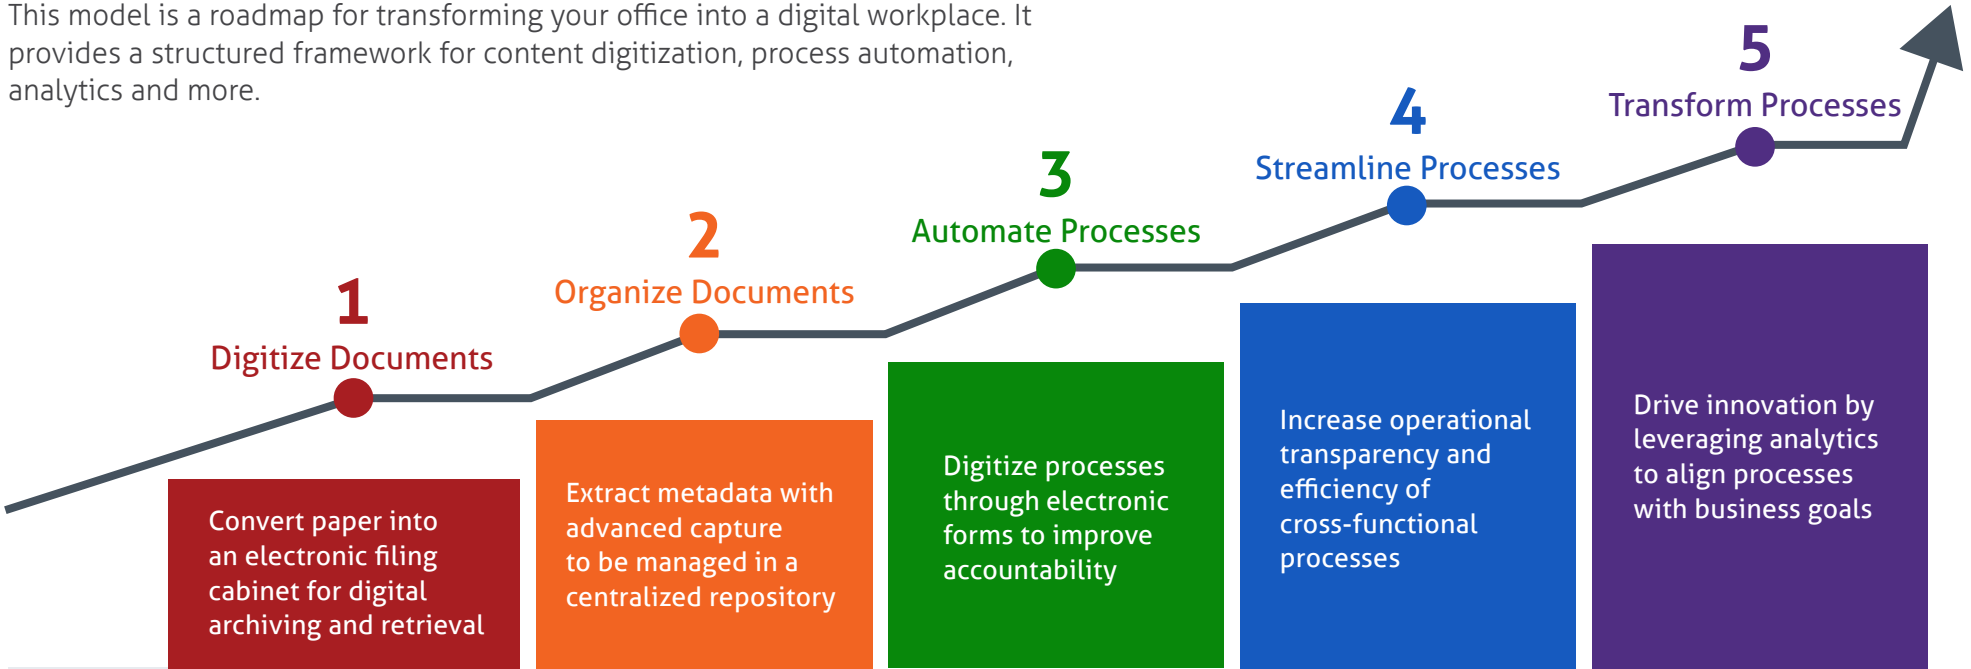 This model is a roadmap for transforming your office into a digital workplace. It
provides a structured framework for content digitization, process automation,
analytics and more.
1
Digitize Documents
Convert paper into
an electronic filing
cabinet for digital
archiving and retrieval
2
Organize Documents
Extract metadata with
advanced capture
to be managed in a
centralized repository
3
Automate Processes
Digitize processes
through electronic
forms to improve
accountability
4
Streamline Processes
Increase operational
transparency and
efficiency of
cross-functional
processes
5
Transform Processes
Drive innovation by
leveraging analytics
to align processes
with business goals